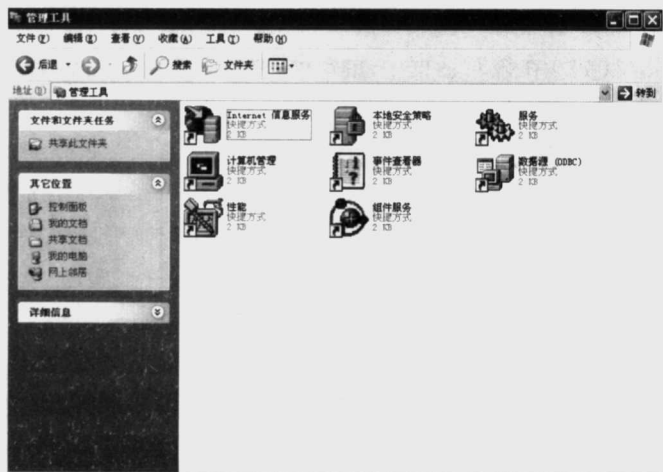 管理工具
文件(F) 编辑(E) 查看(V) 收藏(A) 工具(T) 帮助(H)
后退 搜索 文件夹
地址(D) 管理工具 转到
文件和文件夹任务
共享此文件夹
其它位置
控制面板
我的文档
共享文档
我的电脑
网上邻居
详细信息
Internet 信息服务
快捷方式
2 KB
本地安全策略
快捷方式
2 KB
服务
快捷方式
2 KB
计算机管理
快捷方式
2 KB
事件查看器
快捷方式
2 KB
数据源 (ODBC)
快捷方式
2 KB
性能
快捷方式
2 KB
组件服务
快捷方式
2 KB